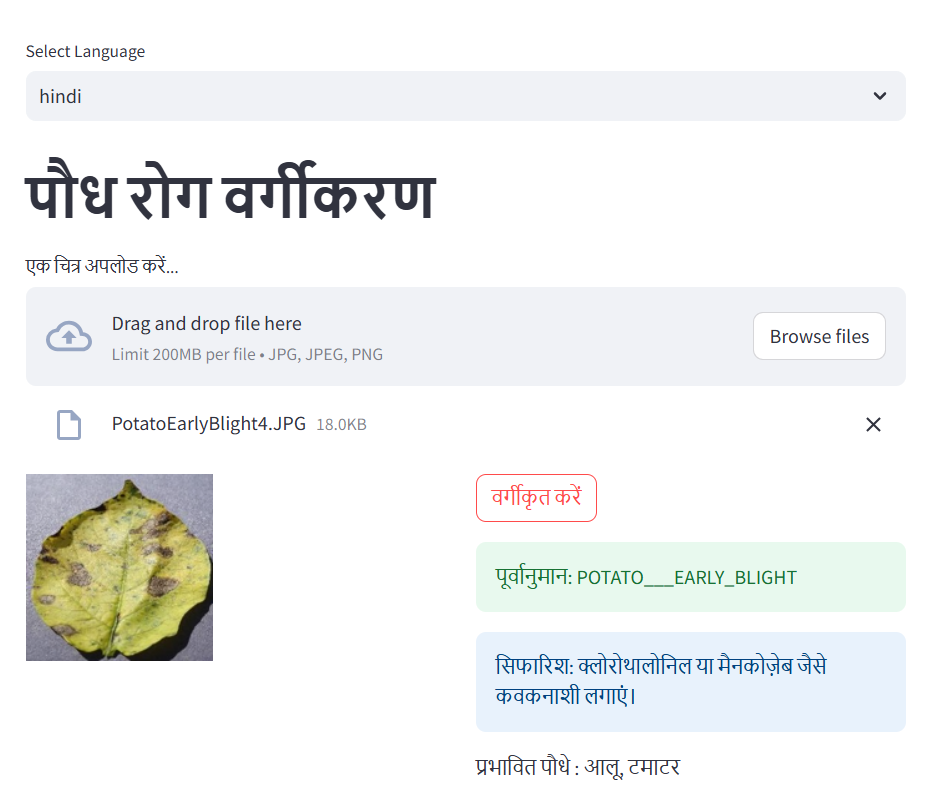 Select Language
hindi
पौध रोग वर्गीकरण
एक चित्र अपलोड करें...
Drag and drop file here
Limit 200MB per file • JPG, JPEG, PNG
Browse files
PotatoEarlyBlight4.JPG 18.0KB
वर्गीकृत करें
पूर्वानुमान: POTATO___EARLY_BLIGHT
सिफारिश: क्लोरोथालोनिल या मैनकोज़ेब जैसे
कवकनाशी लगाएं।
प्रभावित पौधे : आलू, टमाटर